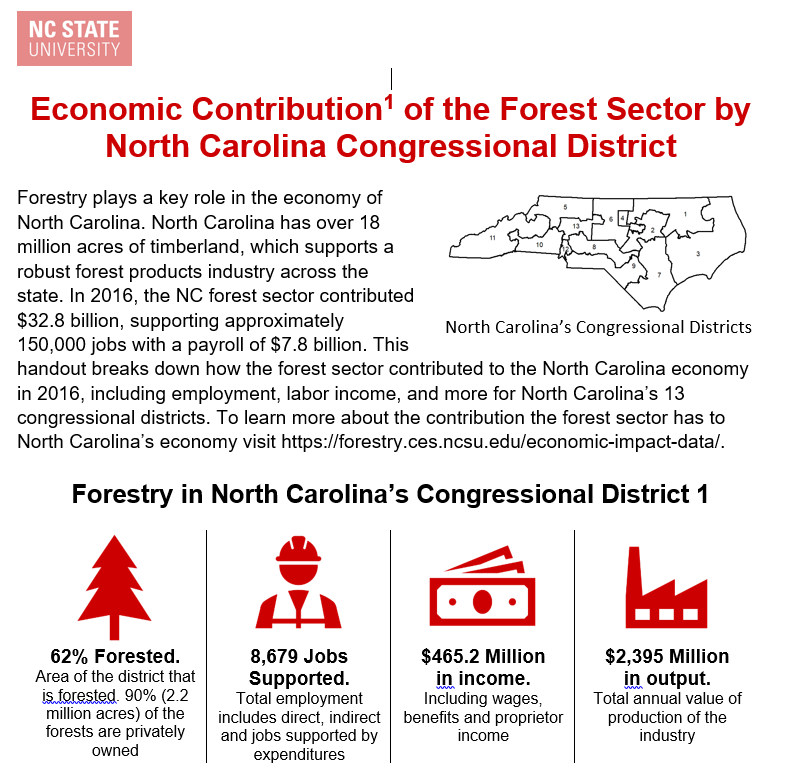 NC STATE
UNIVERSITY
Economic Contribution¹ of the Forest Sector by
North Carolina Congressional District
Forestry plays a key role in the economy of
North Carolina. North Carolina has over 18
million acres of timberland, which supports a
robust forest products industry across the
state. In 2016, the NC forest sector contributed
$32.8 billion, supporting approximately
150,000 jobs with a payroll of $7.8 billion. This
handout breaks down how the forest sector contributed to the North Carolina economy
in 2016, including employment, labor income, and more for North Carolina's 13
congressional districts. To learn more about the contribution the forest sector has to
North Carolina's economy visit https://forestry.ces.ncsu.edu/economic-impact-data/.
5
13
6
4
2
1
11
10
12
8
9
7
3
North Carolina's Congressional Districts
Forestry in North Carolina's Congressional District 1
62% Forested.
Area of the district that
is forested. 90% (2.2
million acres) of the
forests are privately
owned
8,679 Jobs
Supported.
Total employment
includes direct, indirect
and jobs supported by
expenditures
$465.2 Million
in income.
Including wages,
benefits and proprietor
income
$2,395 Million
in output.
Total annual value of
production of the
industry